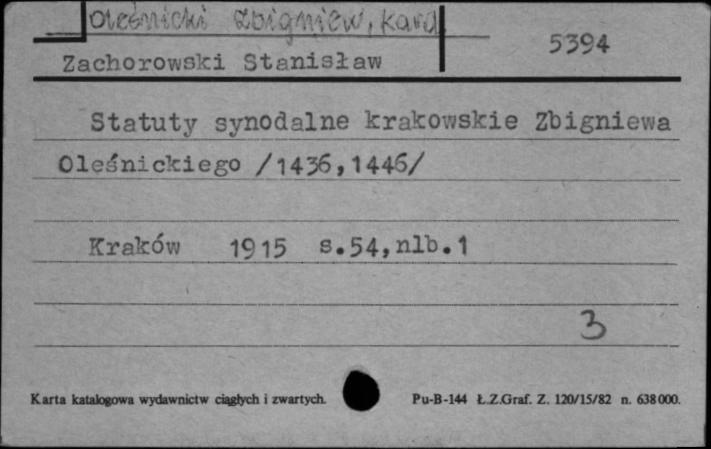 Oleśnicki Zbigniew, kard
5394
Zachorowski Stanisław
Statuty synodalne krakowskie Zbigniewa
Oleśnickiego /1436,1446/
Kraków 1915 s.54,nlb.1
3
Karta katalogowa wydawnictw ciągłych i zwartych. Pu-B-144 Ł.Z.Graf. Z. 120/15/82 n. 638000.